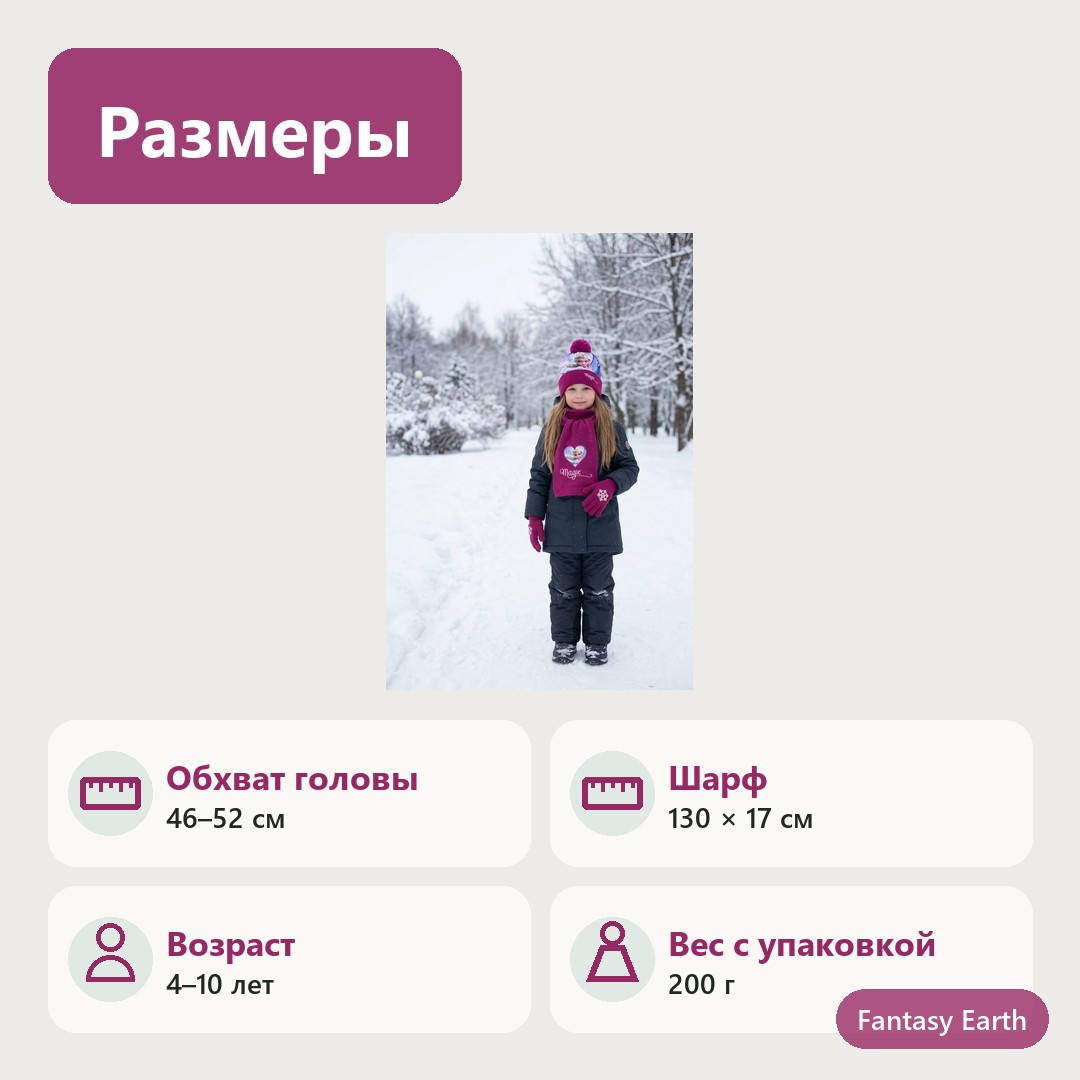 Размеры
Magic
Обхват головы
46–52 см
Шарф
130 × 17 см
Возраст
4–10 лет
Вес с упаковкой
200 г
Fantasy Earth